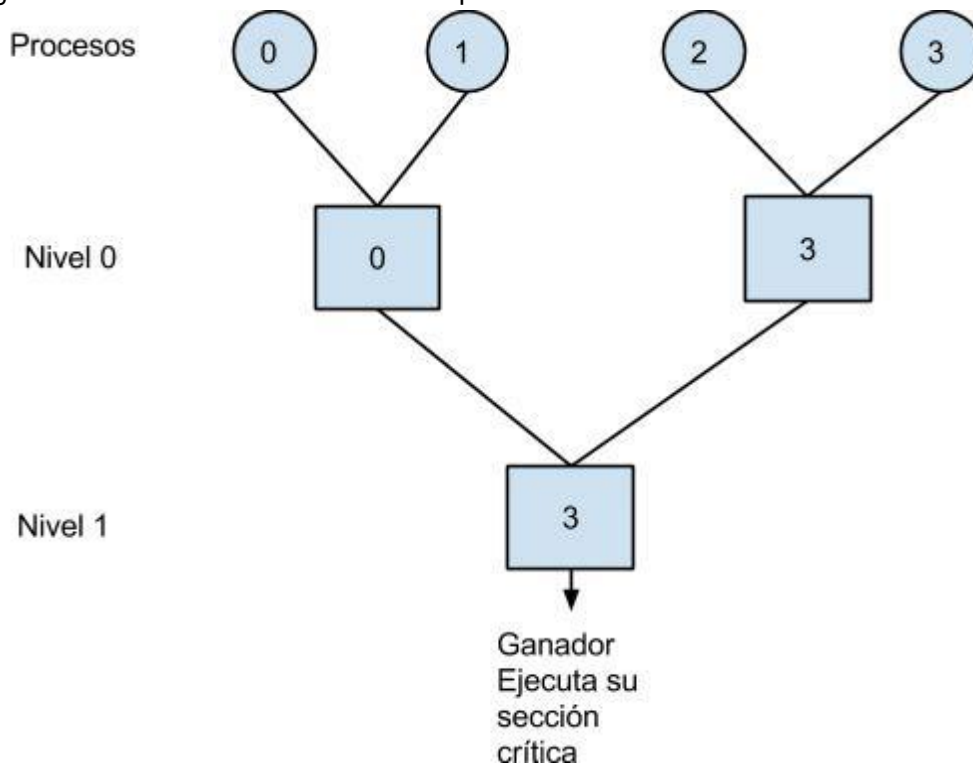 Procesos
0
1
2
3
Nivel 0
0
3
Nivel 1
3
Ganador
Ejecuta su
sección
crítica